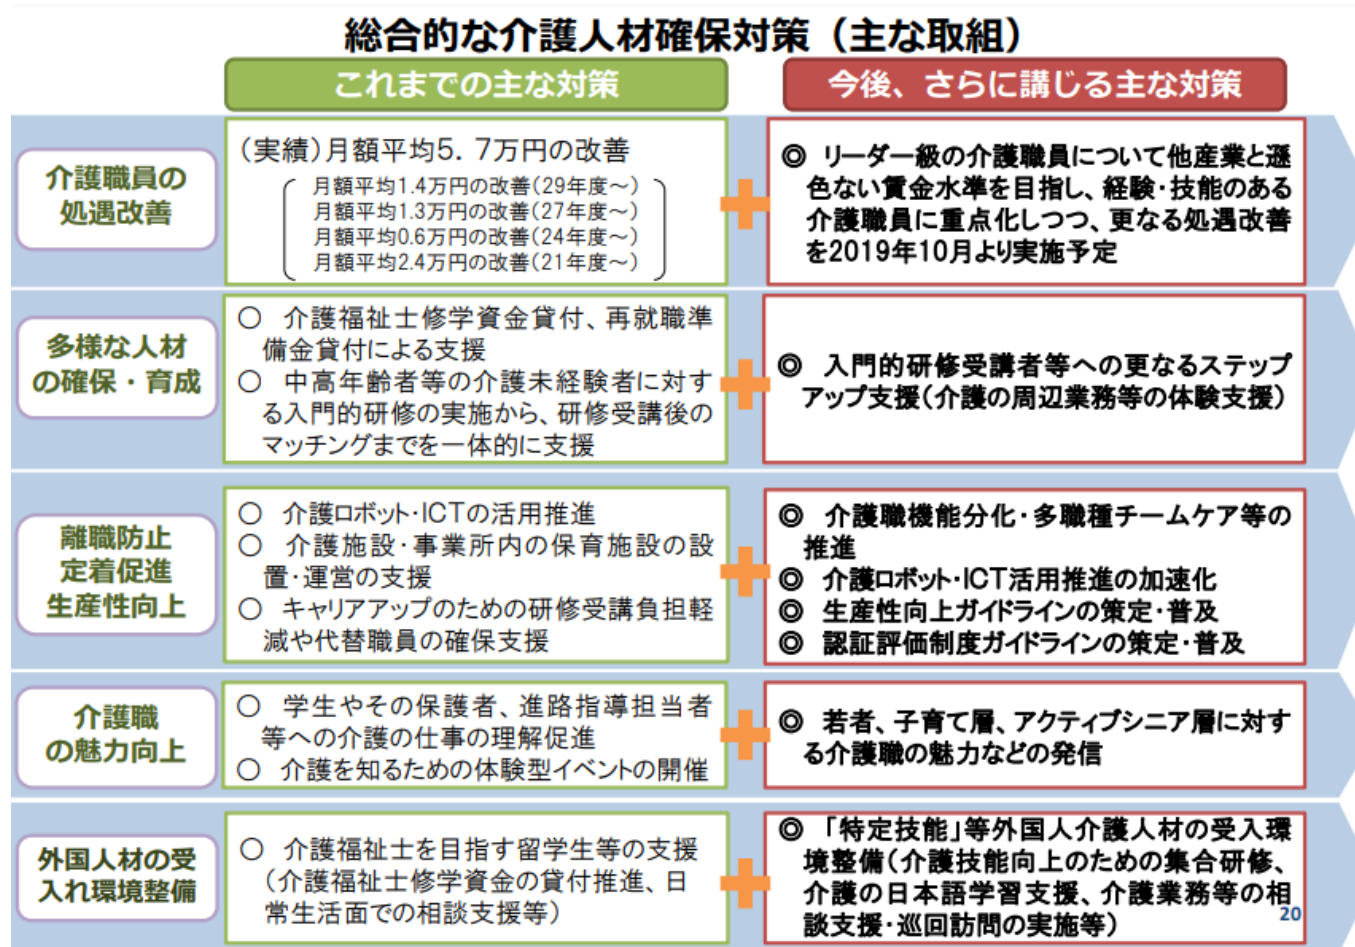 総合的な介護人材確保対策（主な取組）
これまでの主な対策
今後、さらに講じる主な対策
介護職員の
処遇改善
（実績）月額平均5．7万円の改善
月額平均1.4万円の改善（29年度～）
月額平均1.3万円の改善（27年度～）
月額平均0.6万円の改善（24年度～）
月額平均2.4万円の改善（21年度～）
◎ リーダー級の介護職員について他産業と遜
色ない賃金水準を目指し、経験・技能のある
介護職員に重点化しつつ、更なる処遇改善
を2019年10月より実施予定
多様な人材
の確保・育成
○ 介護福祉士修学資金貸付、再就職準
備金貸付による支援
○ 中高年齢者等の介護未経験者に対す
る入門的研修の実施から、研修受講後の
マッチングまでを一体的に支援
◎ 入門的研修受講者等への更なるステップ
アップ支援（介護の周辺業務等の体験支援）
離職防止
定着促進
生産性向上
○ 介護ロボット・ICTの活用推進
○ 介護施設・事業所内の保育施設の設
置・運営の支援
○ キャリアアップのための研修受講負担軽
減や代替職員の確保支援
◎ 介護職機能分化・多職種チームケア等の
推進
◎ 介護ロボット・ICT活用推進の加速化
◎ 生産性向上ガイドラインの策定・普及
◎ 認証評価制度ガイドラインの策定・普及
介護職
の魅力向上
○ 学生やその保護者、進路指導担当者
等への介護の仕事の理解促進
○ 介護を知るための体験型イベントの開催
◎ 若者、子育て層、アクティブシニア層に対す
る介護職の魅力などの発信
外国人材の受
入れ環境整備
○ 介護福祉士を目指す留学生等の支援
（介護福祉士修学資金の貸付推進、日
常生活面での相談支援等）
◎ 「特定技能」等外国人介護人材の受入環
境整備（介護技能向上のための集合研修、
介護の日本語学習支援、介護業務等の相
談支援・巡回訪問の実施等）
20